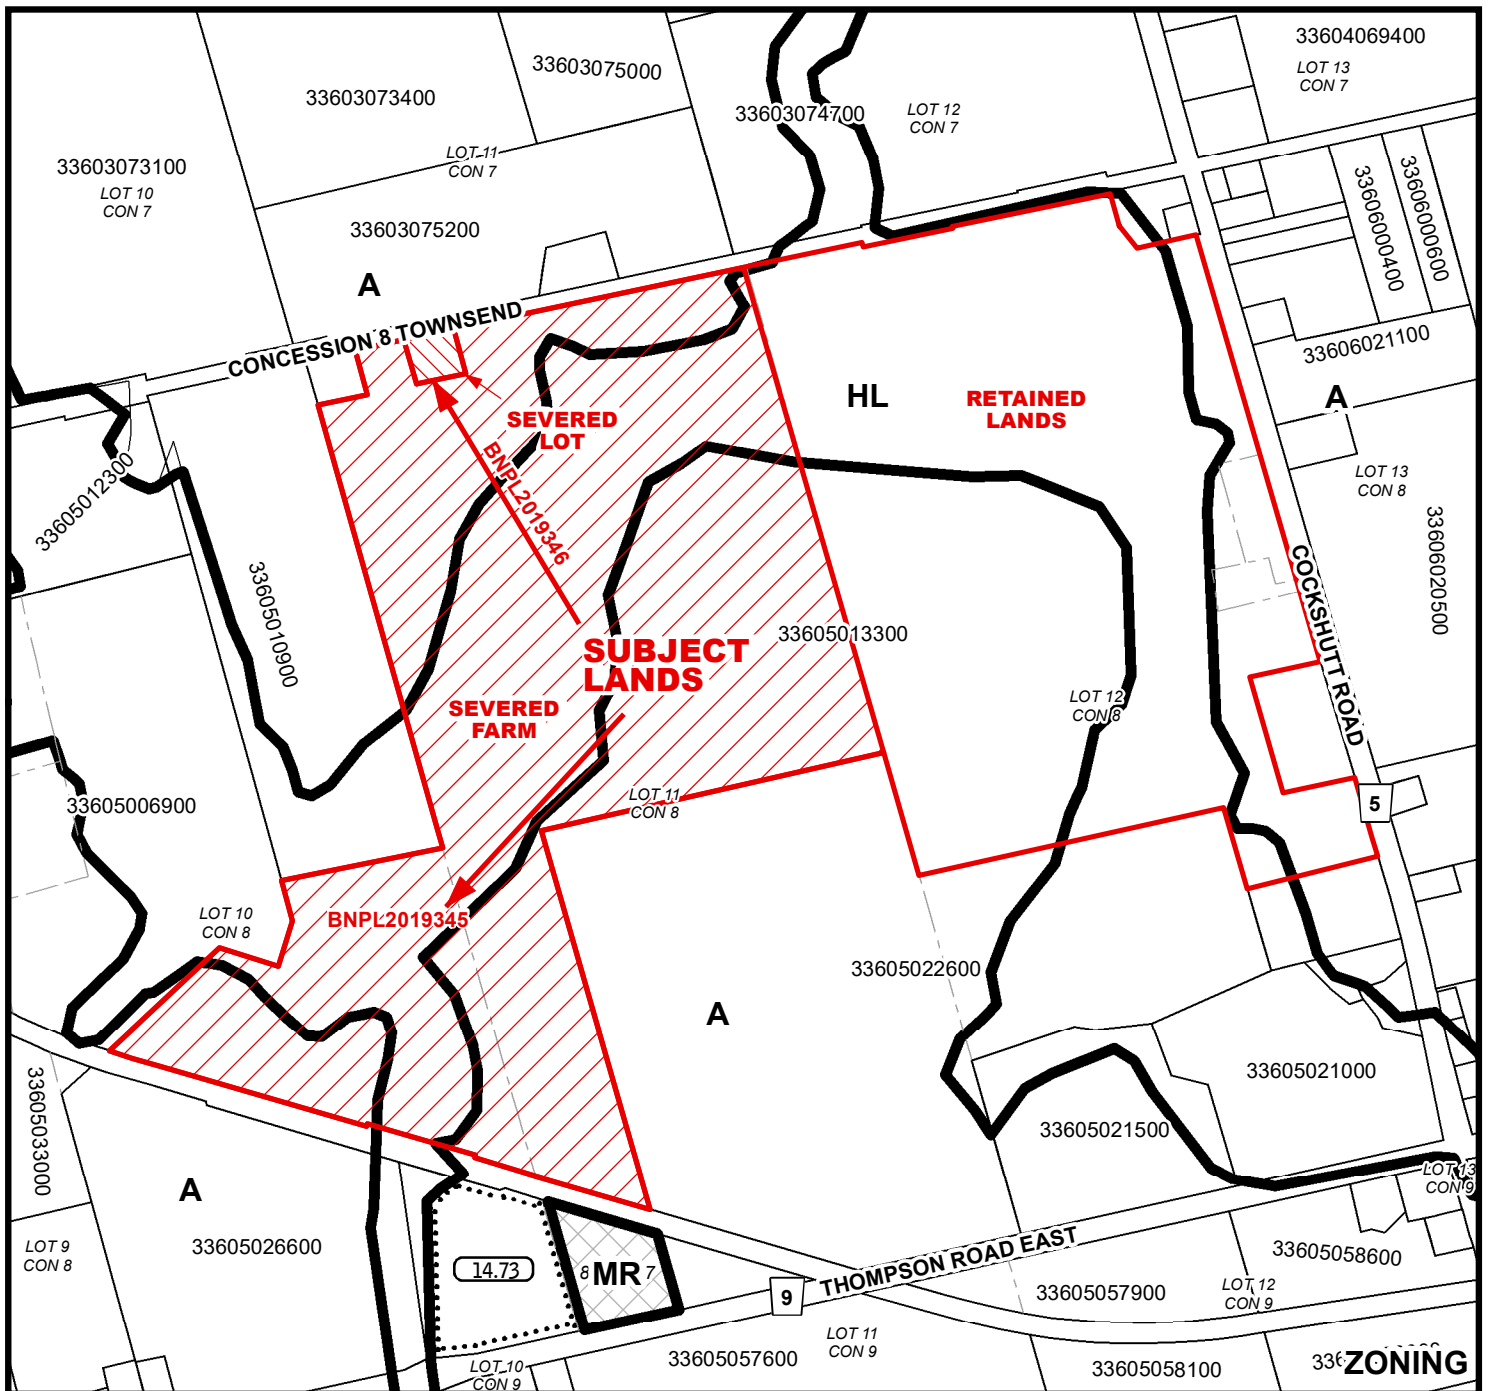 33604069400
LOT 13
CON 7
33603075000
33603073400
33603074700
LOT 12
CON 7
LOT 11
CON 7
33603073100
LOT 10
CON 7
33606000400
33606000600
33603075200
A
CONCESSION 8 TOWNSEND
33606021100
HL
RETAINED
LANDS
A
SEVERED
LOT
BNPL2019346
33605012300
LOT 13
CON 8
33606020500
33605010900
COCKSHUTT ROAD
33605013300
SUBJECT
LANDS
SEVERED
FARM
LOT 12
CON 8
33605006900
LOT 11
CON 8
5
LOT 10
CON 8
BNPL2019345
33605022600
A
33605021000
33605033000
33605021500
A
LOT 13
CON 9
33605026600
LOT 9
CON 8
14.73
8 MR 7
9
THOMPSON ROAD EAST
33605058600
33605057900
LOT 12
CON 9
LOT 11
CON 9
33605057600
LOT 10
CON 9
33605058100
ZONING